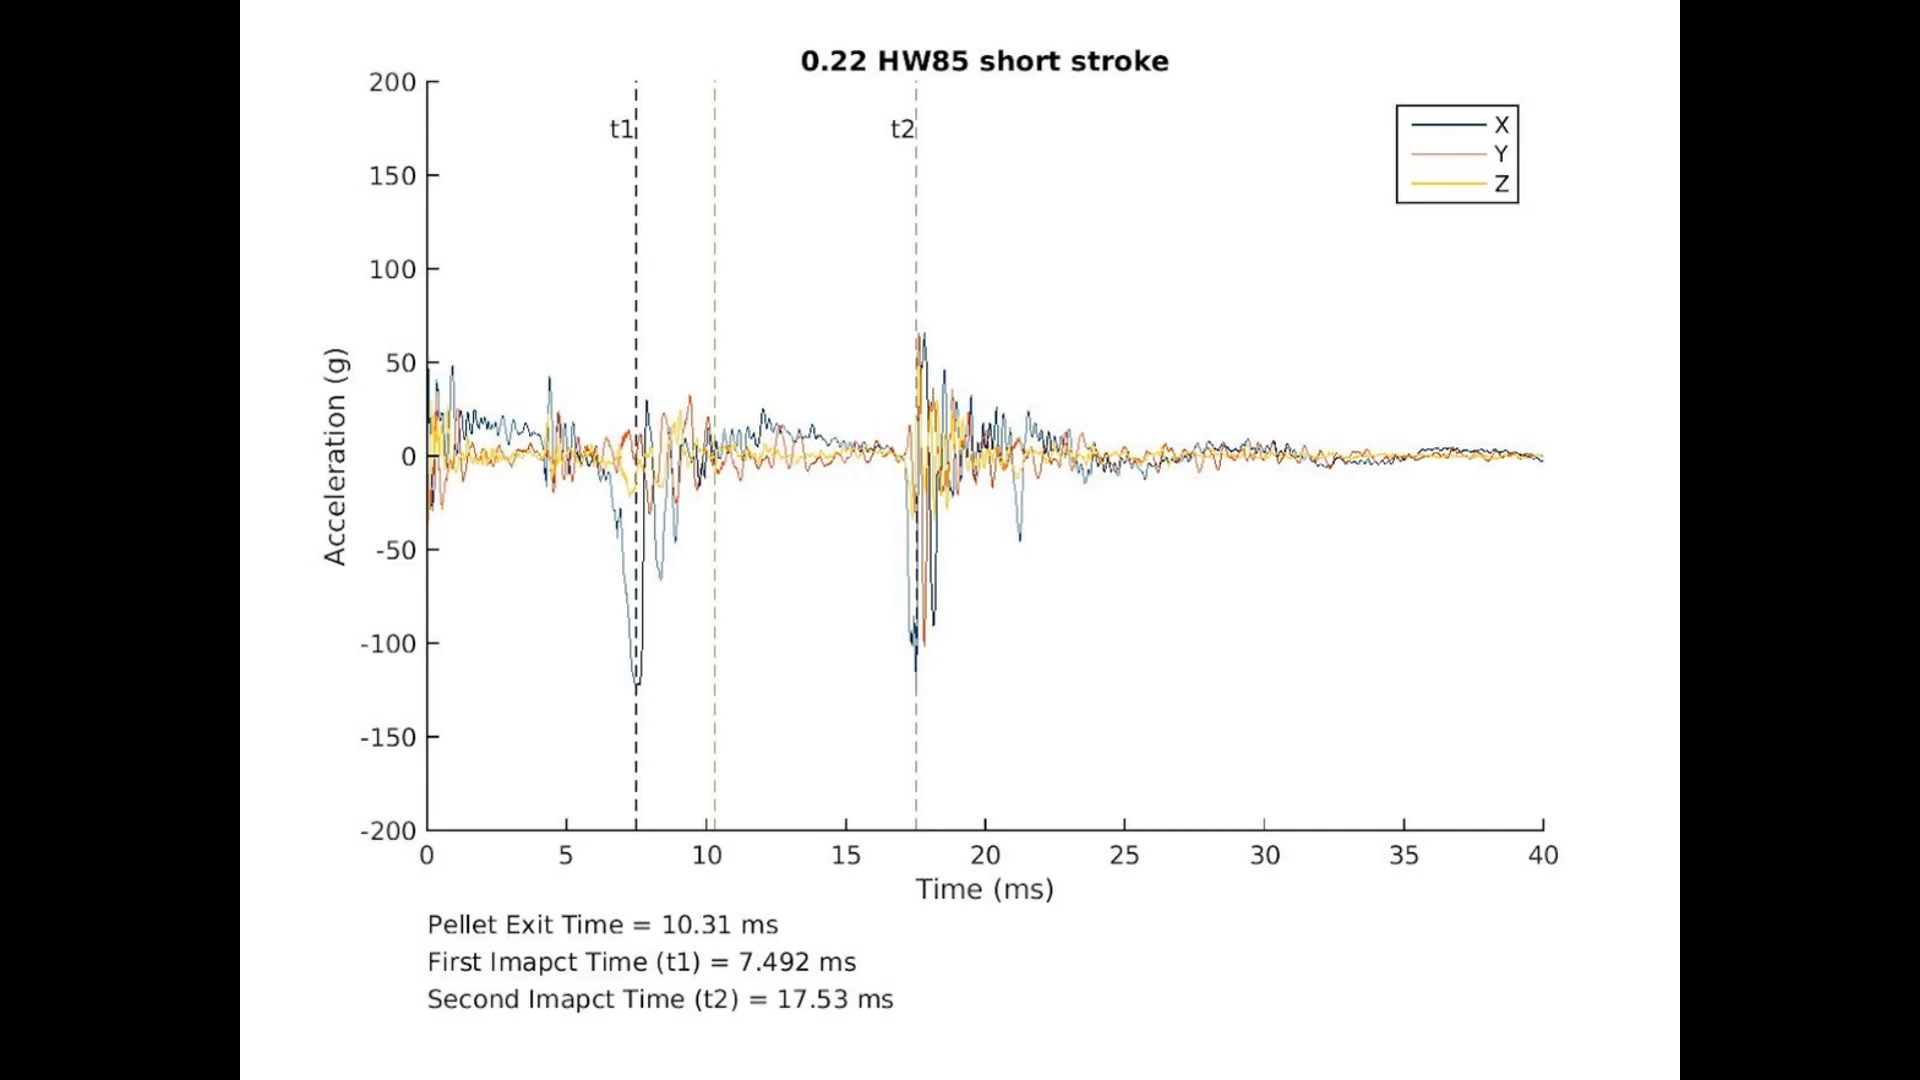 0.22 HW85 short stroke
200
150
100
50
0
-50
-100
-150
-200
Acceleration (g)
t1
t2
X
Y
Z
0 5 10 15 20 25 30 35 40
Time (ms)
Pellet Exit Time = 10.31 ms
First Imapct Time (t1) = 7.492 ms
Second Imapct Time (t2) = 17.53 ms